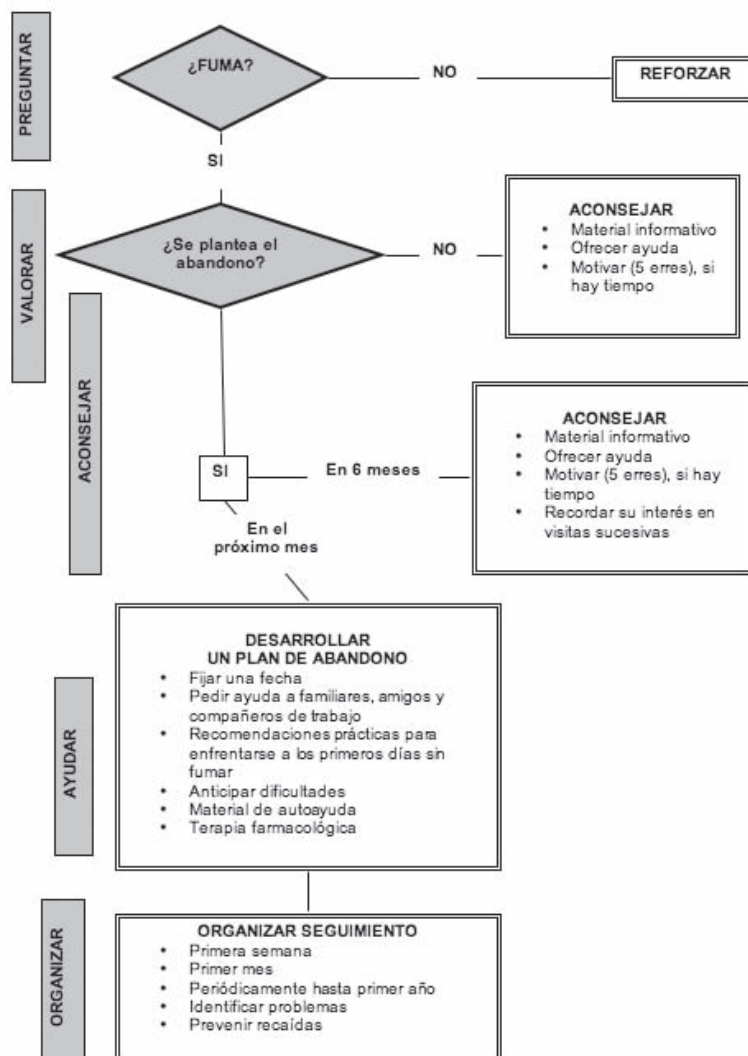 PREGUNTAR
¿FUMA?
NO
REFORZAR
SI
VALORAR
¿Se plantea el
abandono?
NO
ACONSEJAR
• Material informativo
• Ofrecer ayuda
• Motivar (5 erres), si
hay tiempo
ACONSEJAR
SI
En 6 meses
ACONSEJAR
• Material informativo
• Ofrecer ayuda
• Motivar (5 erres), si hay
tiempo
• Recordar su interés en
visitas sucesivas
En el
próximo mes
AYUDAR
DESARROLLAR
UN PLAN DE ABANDONO
• Fijar una fecha
• Pedir ayuda a familiares, amigos y
compañeros de trabajo
• Recomendaciones prácticas para
enfrentarse a los primeros días sin
fumar
• Anticipar dificultades
• Material de autoayuda
• Terapia farmacológica
ORGANIZAR
ORGANIZAR SEGUIMIENTO
• Primera semana
• Primer mes
• Periódicamente hasta primer año
• Identificar problemas
• Prevenir recaídas